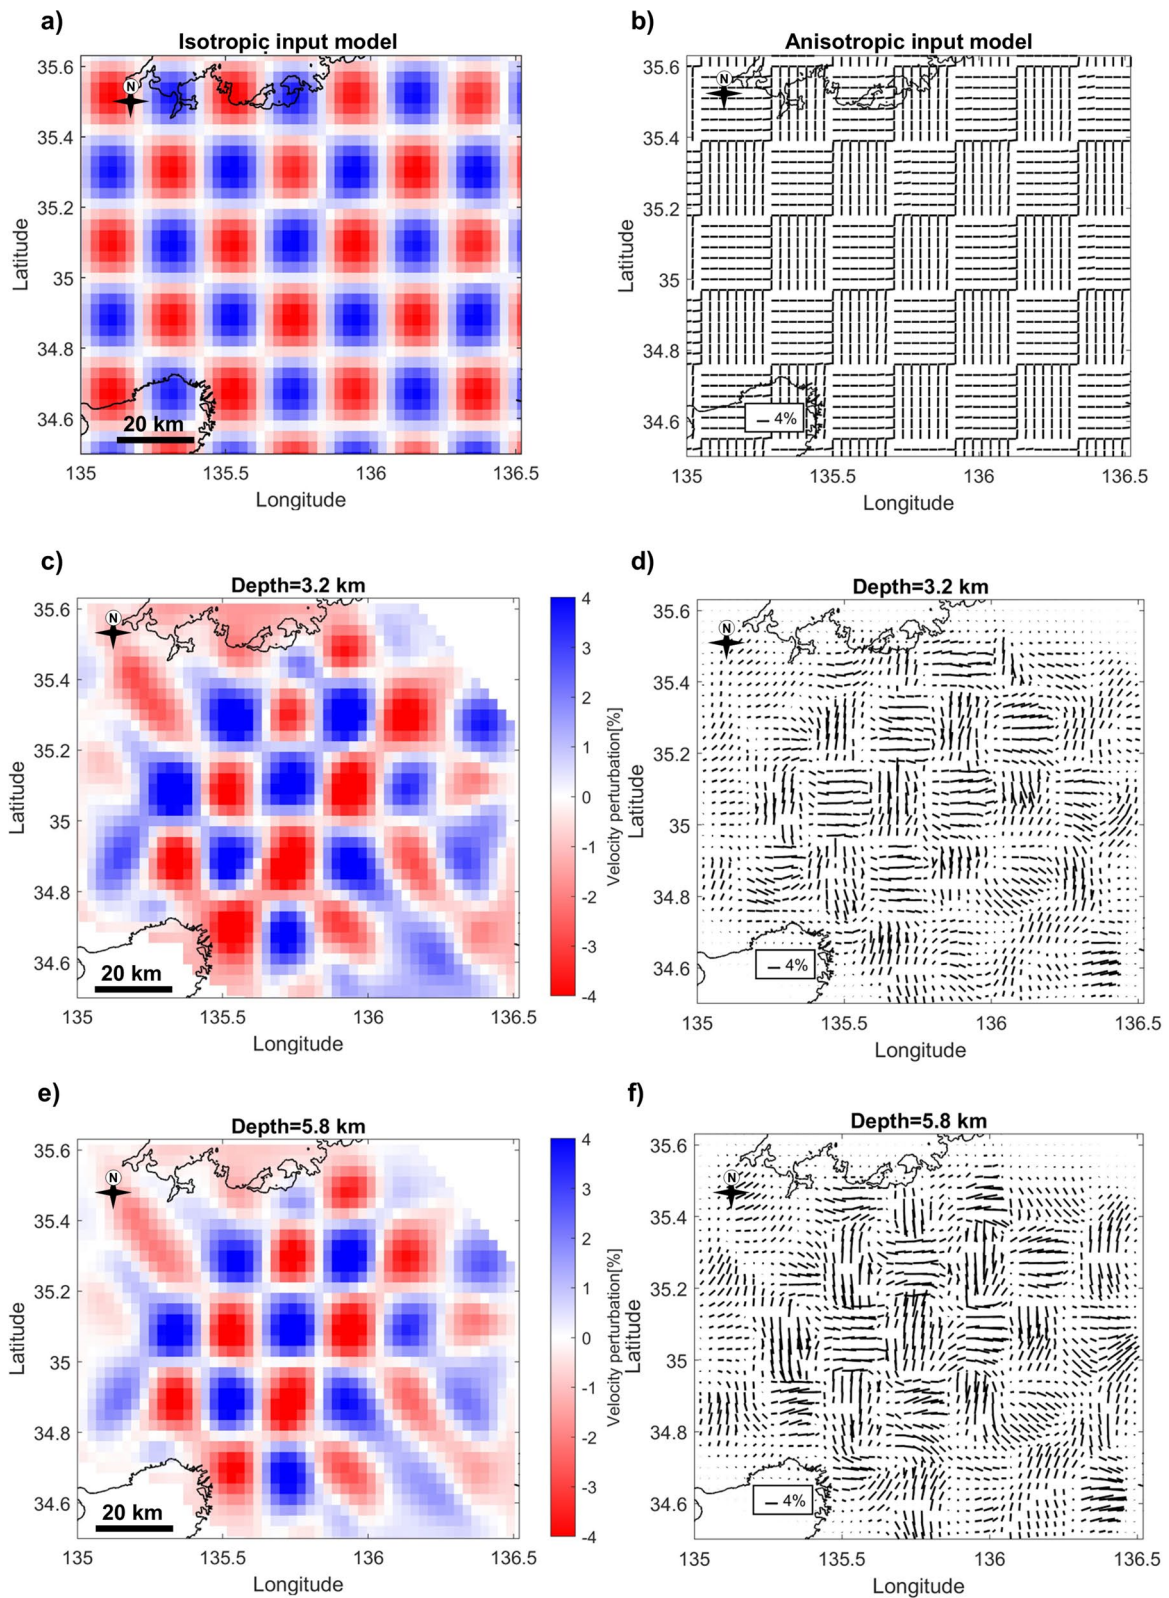 a)
Isotropic input model
b)
Anisotropic input model
35.6
35.4
35.2
35
34.8
34.6
Latitude
N
20 km
135
135.5
136
136.5
Longitude
35.6
35.4
35.2
35
34.8
34.6
Latitude
N
4%
135
135.5
136
136.5
Longitude
c)
Depth=3.2 km
35.6
35.4
35.2
35
34.8
34.6
Latitude
N
20 km
135
135.5
136
136.5
Longitude
4
3
2
1
0
-1
-2
-3
-4
Velocity perturbation[%]
d)
Depth=3.2 km
35.6
35.4
35.2
35
34.8
34.6
Latitude
N
4%
135
135.5
136
136.5
Longitude
e)
Depth=5.8 km
35.6
35.4
35.2
35
34.8
34.6
Latitude
N
20 km
135
135.5
136
136.5
Longitude
4
3
2
1
0
-1
-2
-3
-4
Velocity perturbation[%]
f)
Depth=5.8 km
35.6
35.4
35.2
35
34.8
34.6
Latitude
N
4%
135
135.5
136
136.5
Longitude